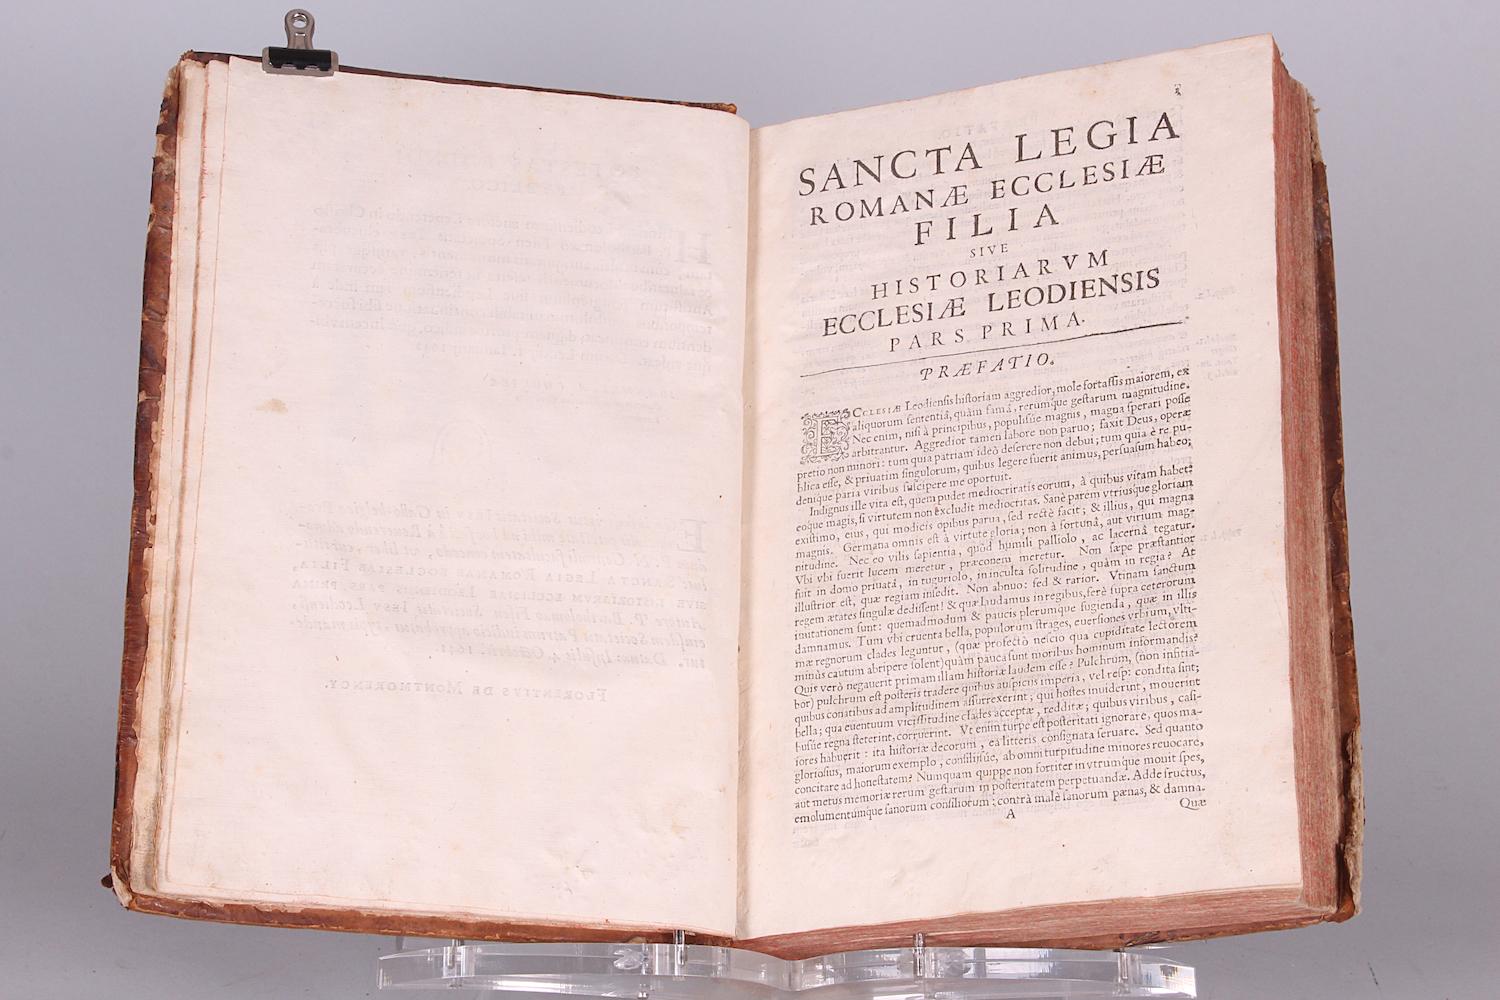 SANCTA LEGIA
ROMANÆ ECCLESIÆ
FILIA
SIVE
HISTORIARVM
ECCLESIÆ LEODIENSIS
PARS PRIMA.
PRÆFATIO.
ECCLESIÆ Leodiensis historiam aggredior, mole fortassis maiorem, ex
aliquorum sententiâ, quàm famâ, rerumque gestarum magnitudine.
Nec enim, nisi à principibus, populisue magnis, magna sperari posse
arbitrantur. Aggredior tamen labore non paruo; faxit Deus, operæ
pretio non minori: tum quia patriam ideò deserere non debui; tum quia è re pu-
blica esse, & priuatim singulorum, quibus legere fuerit animus, persuasum habeo;
denique paria viribus suscipere me oportuit.
Indignus ille vita est, quem pudet mediocritatis eorum, à quibus vitam habet:
eoque magis, si virtutem non excludit mediocritas. Sanè parem vtriusque gloriam
existimo, eius, qui modicis opibus parua, sed rectè facit; & illius, qui magna
magnis. Germana omnis est à virtute gloria; non à fortunâ, aut virium mag-
nitudine. Nec eo vilis sapientia, quòd humili palliolo, ac lacernâ tegatur.
Vbi vbi fuerit lucem meretur, præconem meretur. Non sæpe præstantior
fuit in domo priuatâ, in tuguriolo, in inculta solitudine, quàm in regia? At
illustrior est, quæ regiam insedit. Non abnuo: sed & rarior. Vtinam sanctum
regem ætates singulæ dedissent! & quæ laudamus in regibus, ferè supra ceterorum
imitationem sunt: quemadmodum & paucis plerumque fugienda, quæ in illis
damnamus. Tum vbi cruenta bella, populorum strages, euersiones vrbium, vlti-
mæ regnorum clades leguntur, (quæ profectò nescio qua cupiditate lectorem
minùs cautum abripere solent) quàm pauca sunt moribus hominum informandis?
Quis verò negauerit primam illam historiæ laudem esse? Pulchrum, (non infitia-
bor) pulchrum est posteris tradere quibus auspiciis imperia, vel resp: condita sint;
quibus conatibus ad amplitudinem assurrexerint; qui hostes inuiderint, mouerint
bella; qua euentuum vicissitudine clades acceptæ, redditæ; quibus viribus, casi-
busue regna steterint, corruerint. Vt enim turpe est posteritati ignorare, quos ma-
iores habuerit: ita historiæ decorum, ea litteris consignata seruare. Sed quanto
gloriosius, maiorum exemplo, consilisue, ab omni turpitudine minores reuocare,
concitare ad honestatem? Numquam quippe non fortiter in vtrumque mouit spes,
aut metus memoriæ rerum gestarum in posteritatem perpetuandæ. Adde fructus,
emolumentumque sanorum consiliorum; contrà malè sanorum pœnas, & damna.
A Quæ